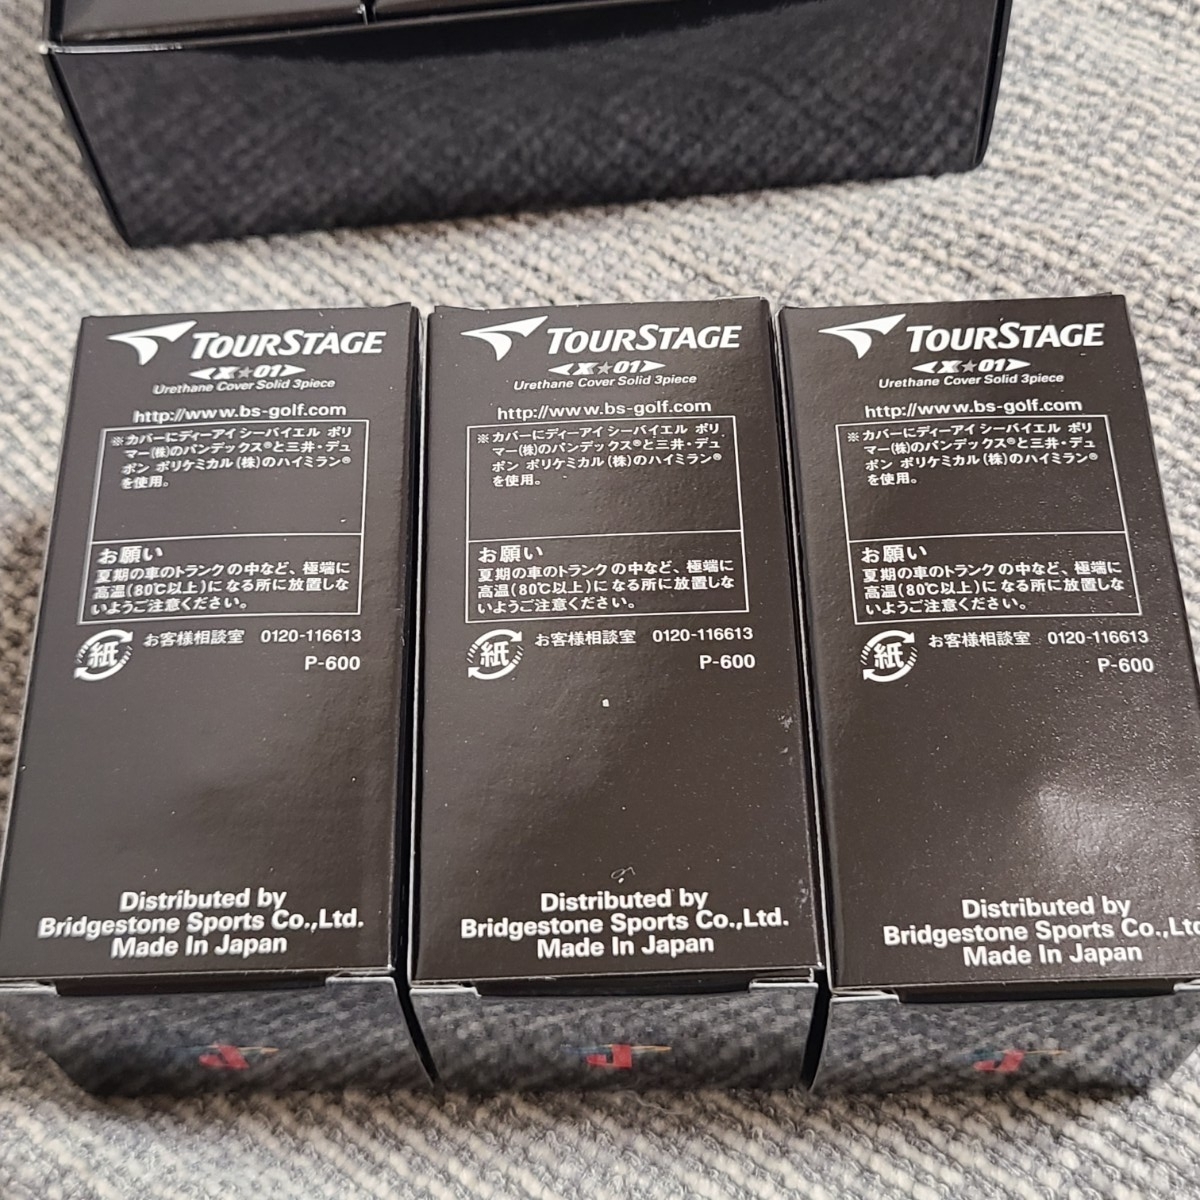 TOURSTAGE
X★01
Urethane Cover Solid 3piece
http://www.bs-golf.com
※カバーにディーアイシーバイエル ポリ
マー(株)のパンデックス®と三井・デュ
ポン ポリケミカル(株)のハイミラン®
を使用。
お願い
夏期の車のトランクの中など、極端に
高温(80℃以上)になる所に放置しな
いようご注意ください。
紙
お客様相談室 0120-116613
P-600
Distributed by
Bridgestone Sports Co.,Ltd.
Made In Japan
TOURSTAGE
X★01
Urethane Cover Solid 3piece
http://www.bs-golf.com
※カバーにディーアイシーバイエル ポリ
マー(株)のパンデックス®と三井・デュ
ポン ポリケミカル(株)のハイミラン®
を使用。
お願い
夏期の車のトランクの中など、極端に
高温(80℃以上)になる所に放置しな
いようご注意ください。
紙
お客様相談室 0120-116613
P-600
Distributed by
Bridgestone Sports Co.,Ltd.
Made In Japan
TOURSTAGE
X★01
Urethane Cover Solid 3piece
http://www.bs-golf.com
※カバーにディーアイシーバイエル ポリ
マー(株)のパンデックス®と三井・デュ
ポン ポリケミカル(株)のハイミラン®
を使用。
お願い
夏期の車のトランクの中など、極端に
高温(80℃以上)になる所に放置しな
いようご注意ください。
紙
お客様相談室 0120-116613
P-600
Distributed by
Bridgestone Sports Co.,Ltd
Made In Japan